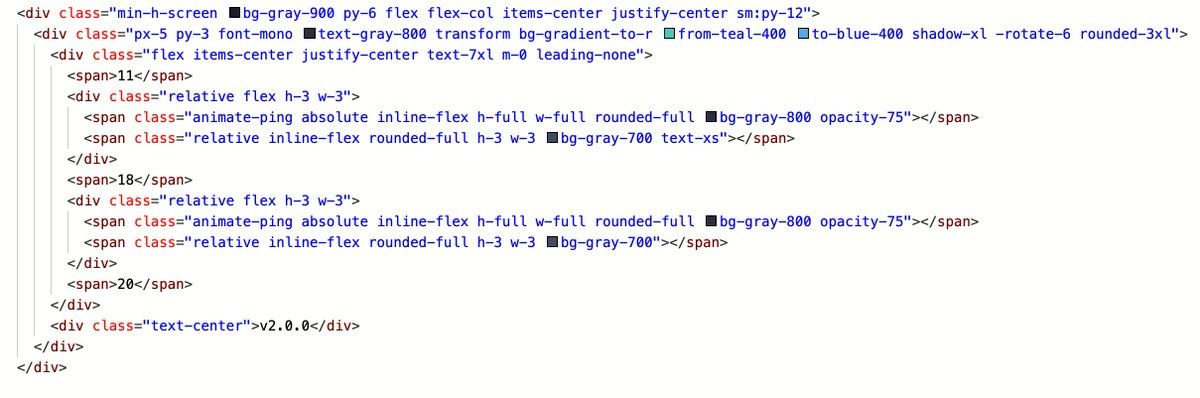 <div class="min-h-screen bg-gray-900 py-6 flex flex-col items-center justify-center sm:py-12">
<div class="px-5 py-3 font-mono text-gray-800 transform bg-gradient-to-r from-teal-400 to-blue-400 shadow-xl -rotate-6 rounded-3xl">
<div class="flex items-center justify-center text-7xl m-0 leading-none">
<span>11</span>
<div class="relative flex h-3 w-3">
<span class="animate-ping absolute inline-flex h-full w-full rounded-full bg-gray-800 opacity-75"></span>
<span class="relative inline-flex rounded-full h-3 w-3 bg-gray-700 text-xs"></span>
</div>
<span>18</span>
<div class="relative flex h-3 w-3">
<span class="animate-ping absolute inline-flex h-full w-full rounded-full bg-gray-800 opacity-75"></span>
<span class="relative inline-flex rounded-full h-3 w-3 bg-gray-700"></span>
</div>
<span>20</span>
</div>
<div class="text-center">v2.0.0</div>
</div>
</div>